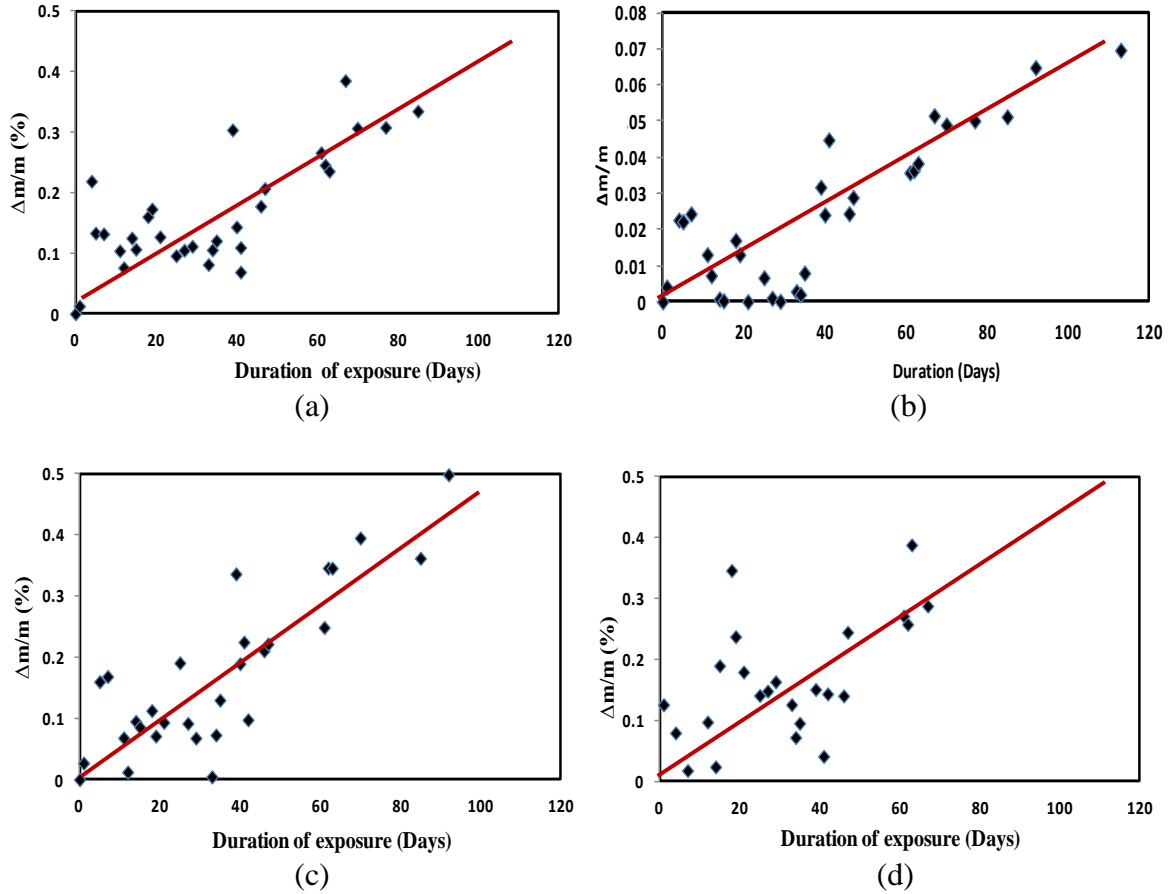 0.5
0.4
0.3
0.2
0.1
0
Δm/m (%)
0 20 40 60 80 100 120
Duration of exposure (Days)
(a)
0.08
0.07
0.06
.05
0.04
0.03
0.02
0.01
0
Δm/m
0 20 40 60 80 100 120
Duration (Days)
(b)
0.5
0.4
0.3
0.2
0.1
0
Δm/m (%)
0 20 40 60 80 100 120
Duration of exposure (Days)
(c)
0.5
0.4
0.3
0.2
0.1
0
Δm/m (%)
0 20 40 60 80 100 120
Duration of exposure (Days)
(d)